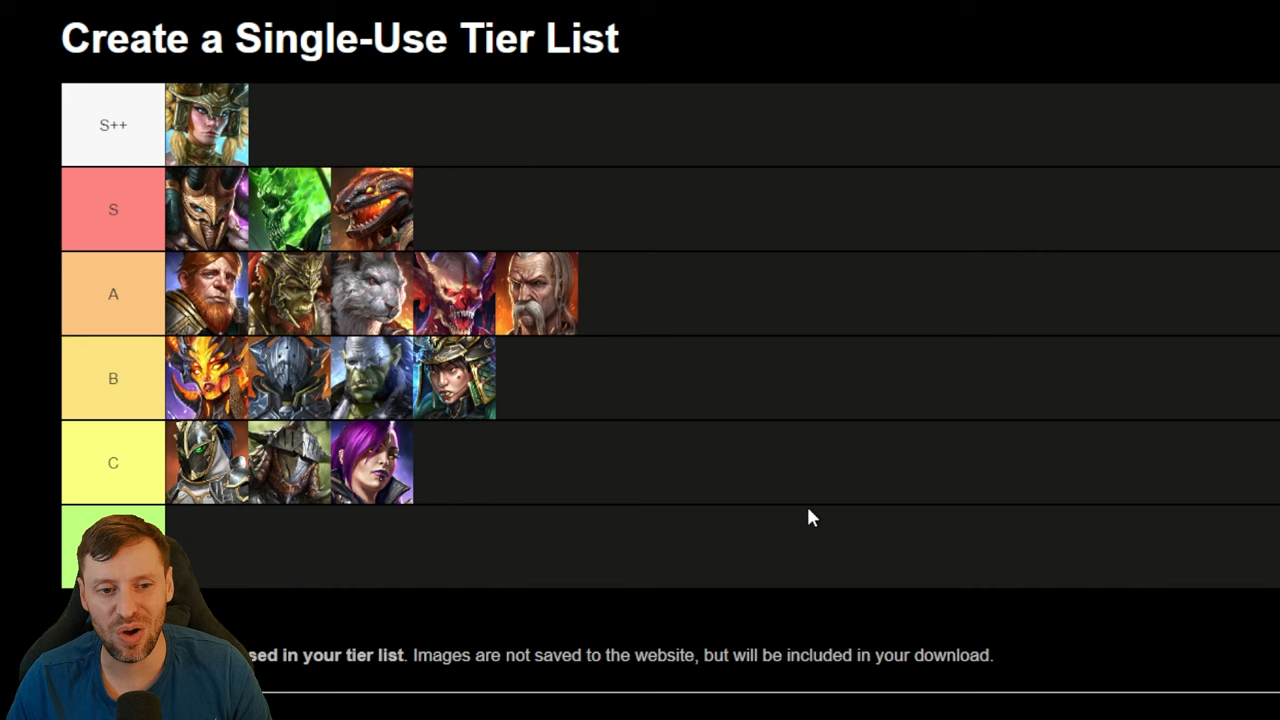 Create a Single-Use Tier List
S++
S
A
B
C
in your tier list. Images are not saved to the website, but will be included in your download.